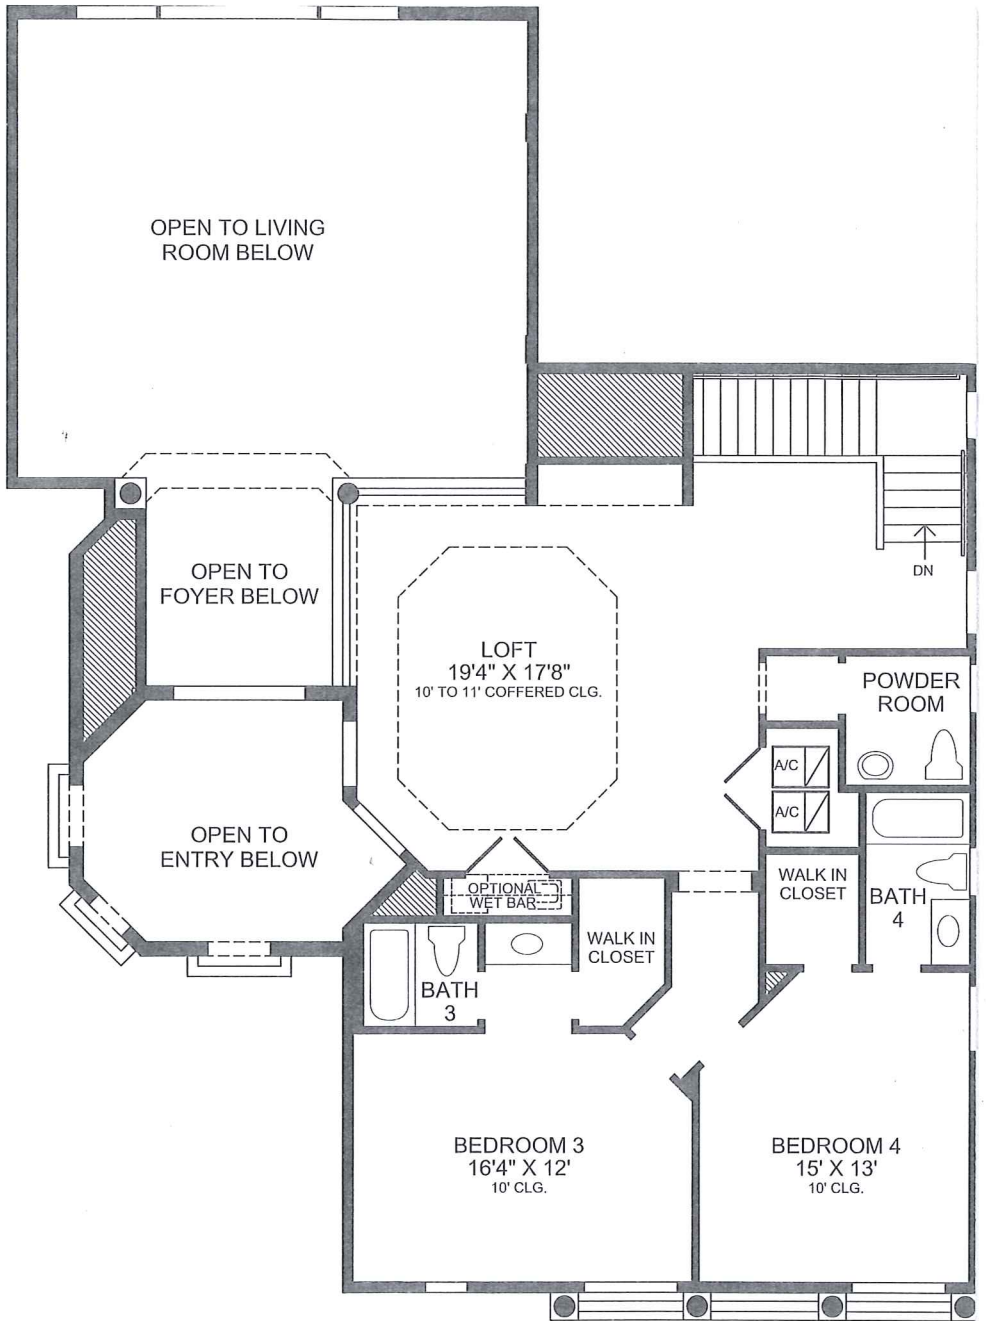 OPEN TO LIVING
ROOM BELOW
OPEN TO
FOYER BELOW
DN
LOFT
19'4" X 17'8"
10' TO 11' COFFERED CLG.
POWDER
ROOM
A/C
A/C
OPEN TO
ENTRY BELOW
OPTIONAL
WET BAR
WALK IN
CLOSET
WALK IN
CLOSET
BATH
4
BATH
3
BEDROOM 3
16'4" X 12'
10' CLG.
BEDROOM 4
15' X 13'
10' CLG.